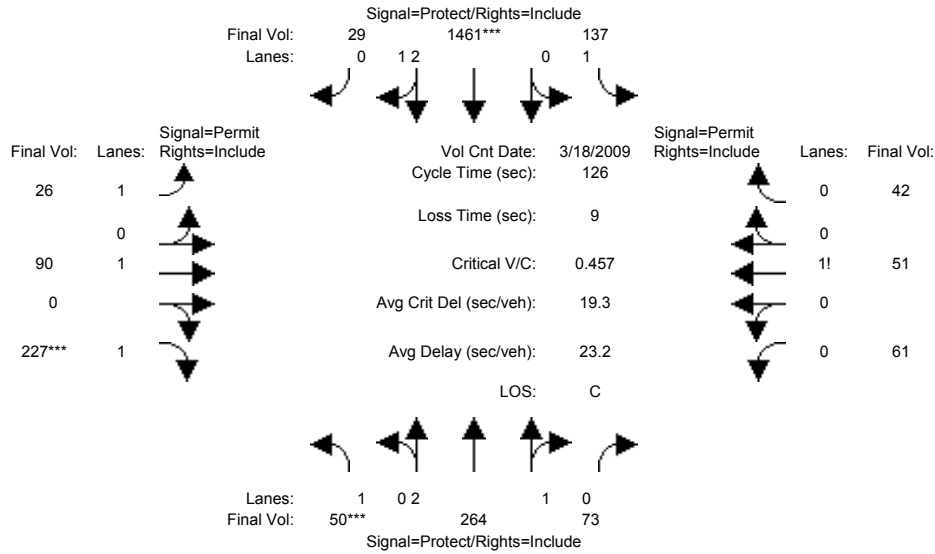 Signal=Protect/Rights=Include
Final Vol: 29 1461*** 137
Lanes: 0 1 2 0 1
Signal=Permit Signal=Permit
Final Vol: Lanes: Rights=Include Vol Cnt Date: 3/18/2009 Rights=Include Lanes: Final Vol:
Cycle Time (sec): 126
26 1 0 42
Loss Time (sec): 9
0 0
90 1 Critical V/C: 0.457 1! 51
0 Avg Crit Del (sec/veh): 19.3 0
227*** 1 Avg Delay (sec/veh): 23.2 0 61
LOS: C
Lanes: 1 0 2 1 0
Final Vol: 50*** 264 73
Signal=Protect/Rights=Include